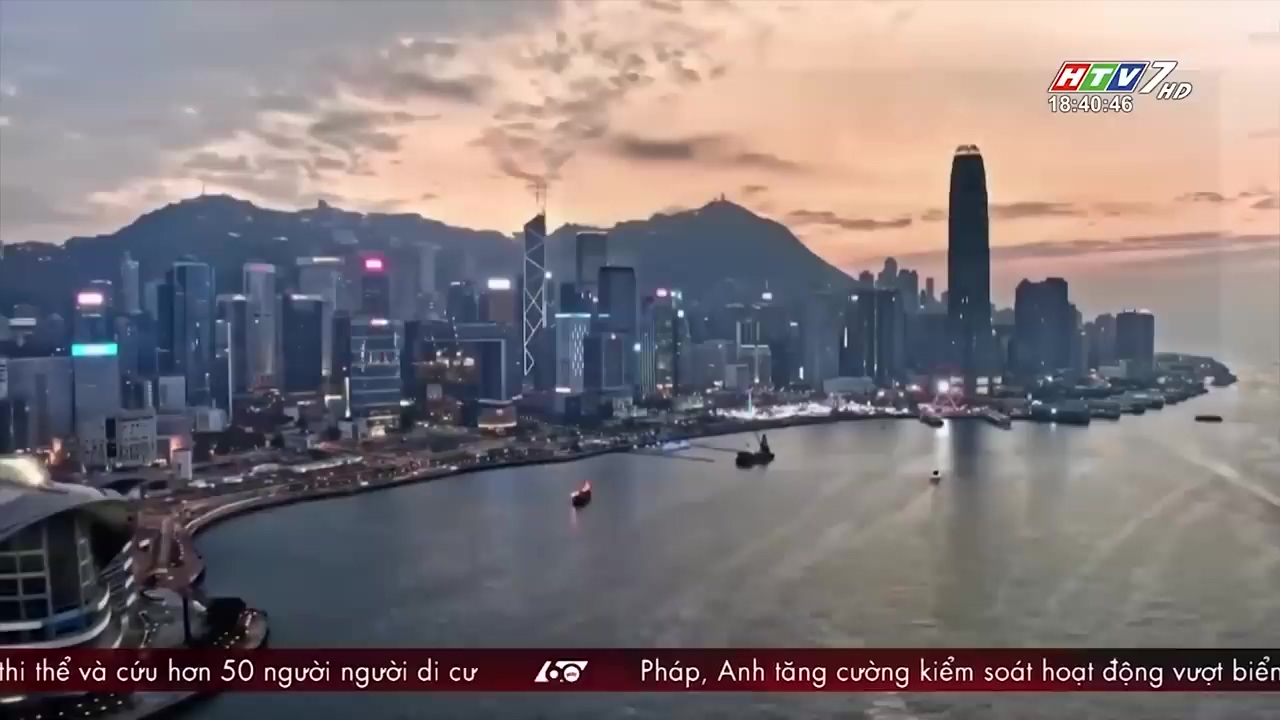 HTV7 HD
18:40:46
thi thể và cứu hơn 50 người người di cư 60 Pháp, Anh tăng cường kiểm soát hoạt động vượt biển